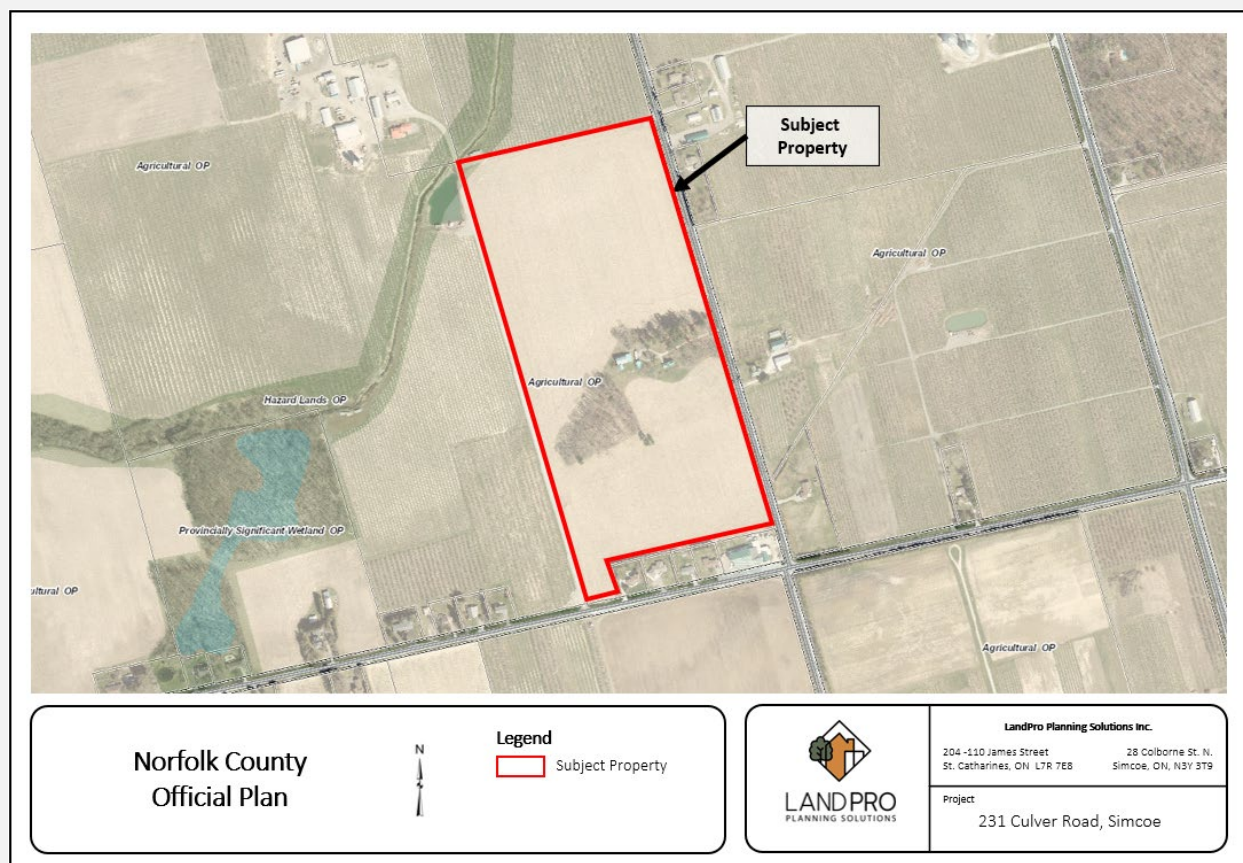 Subject
Property
Agricultural OP
Agricultural OP
Agricultural OP
Hazard Lands OP
Provincially Significant Wetland OP
ultural OP
Agricultural OP
Norfolk County
Official Plan
N
Legend
Subject Property
LANDPRO
PLANNING SOLUTIONS
LandPro Planning Solutions Inc.
204 -110 James Street
St. Catharines, ON L7R 7E8
28 Colborne St. N.
Simcoe, ON, N3Y 3T9
Project
231 Culver Road, Simcoe